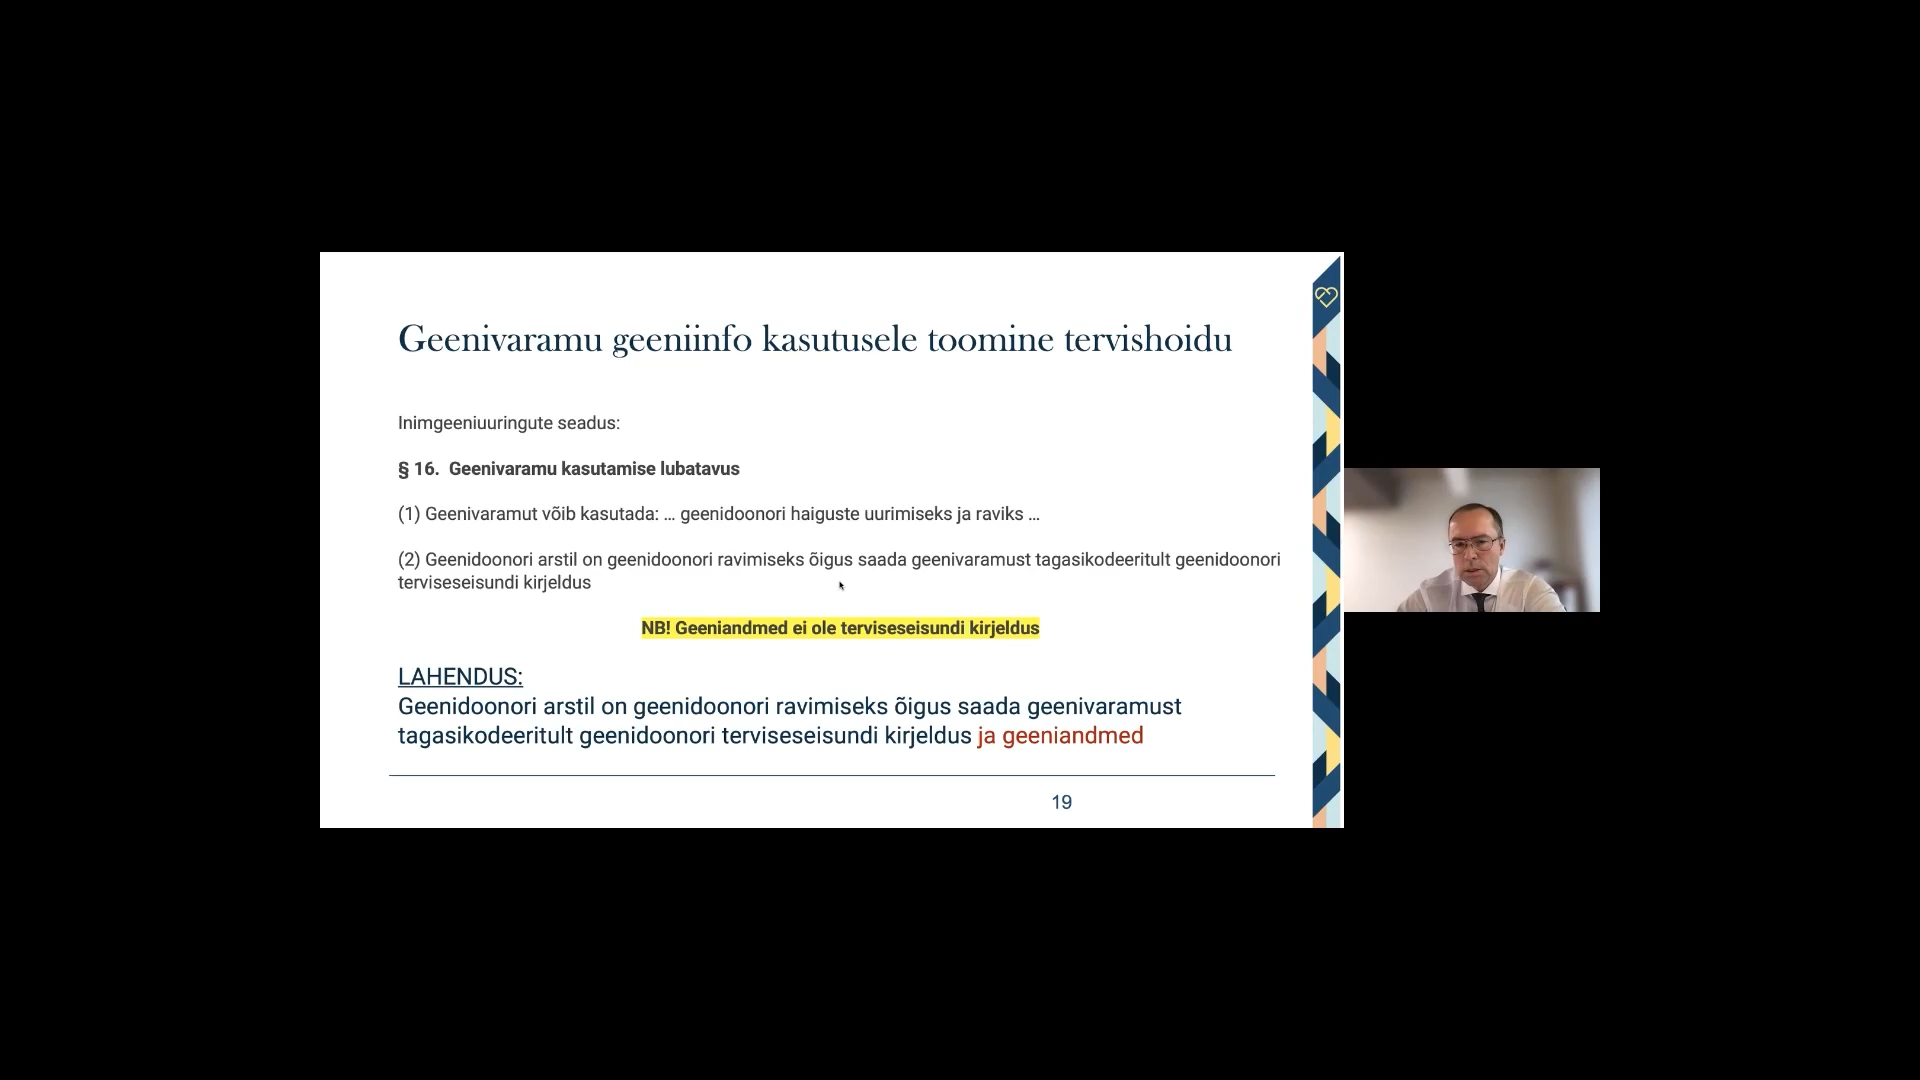 Geenivaramu geeniinfo kasutusele toomine tervishoidu
Inimgeeniuuringute seadus:
§ 16. Geenivaramu kasutamise lubatavus
(1) Geenivaramut võib kasutada: ... geenidoonori haiguste uurimiseks ja raviks ...
(2) Geenidoonori arstil on geenidoonori ravimiseks õigus saada geenivaramust tagasikodeeritult geenidoonori
terviseseisundi kirjeldus
NB! Geeniandmed ei ole terviseseisundi kirjeldus
LAHENDUS:
Geenidoonori arstil on geenidoonori ravimiseks õigus saada geenivaramust
tagasikodeeritult geenidoonori terviseseisundi kirjeldus ja geeniandmed
19